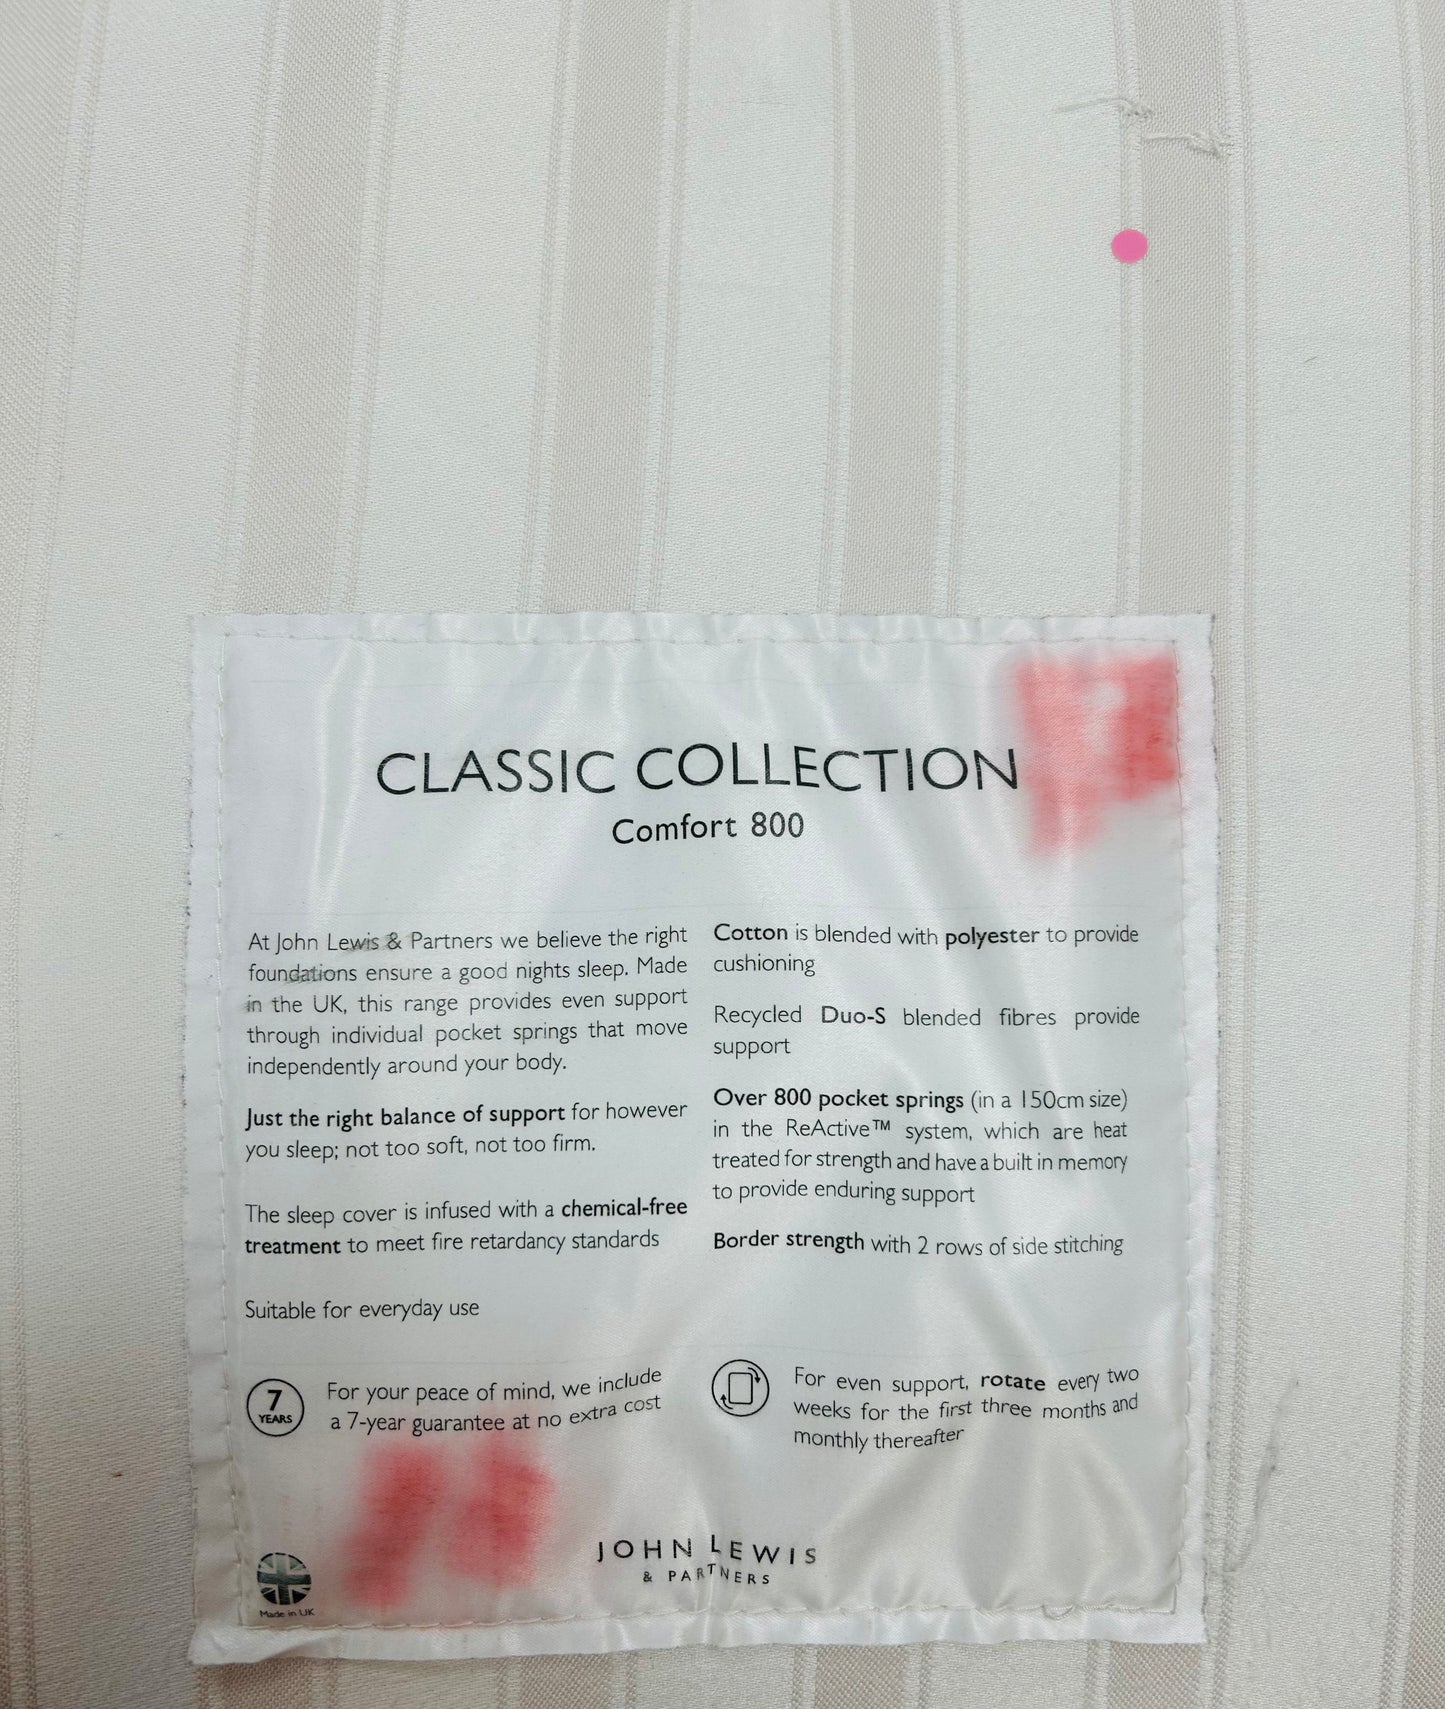 CLASSIC COLLECTION
Comfort 800
At John Lewis & Partners we believe the right
foundations ensure a good nights sleep. Made
in the UK, this range provides even support
through individual pocket springs that move
independently around your body.
Just the right balance of support for however
you sleep; not too soft, not too firm.
The sleep cover is infused with a chemical-free
treatment to meet fire retardancy standards
Suitable for everyday use
Cotton is blended with polyester to provide
cushioning
Recycled Duo-S blended fibres provide
support
Over 800 pocket springs (in a 150cm size)
in the ReActive™ system, which are heat
treated for strength and have a built in memory
to provide enduring support
Border strength with 2 rows of side stitching
7
YEARS
For your peace of mind, we include
a 7-year guarantee at no extra cost
For even support, rotate every two
weeks for the first three months and
monthly thereafter
Made in UK
JOHN LEWIS
& PARTNERS